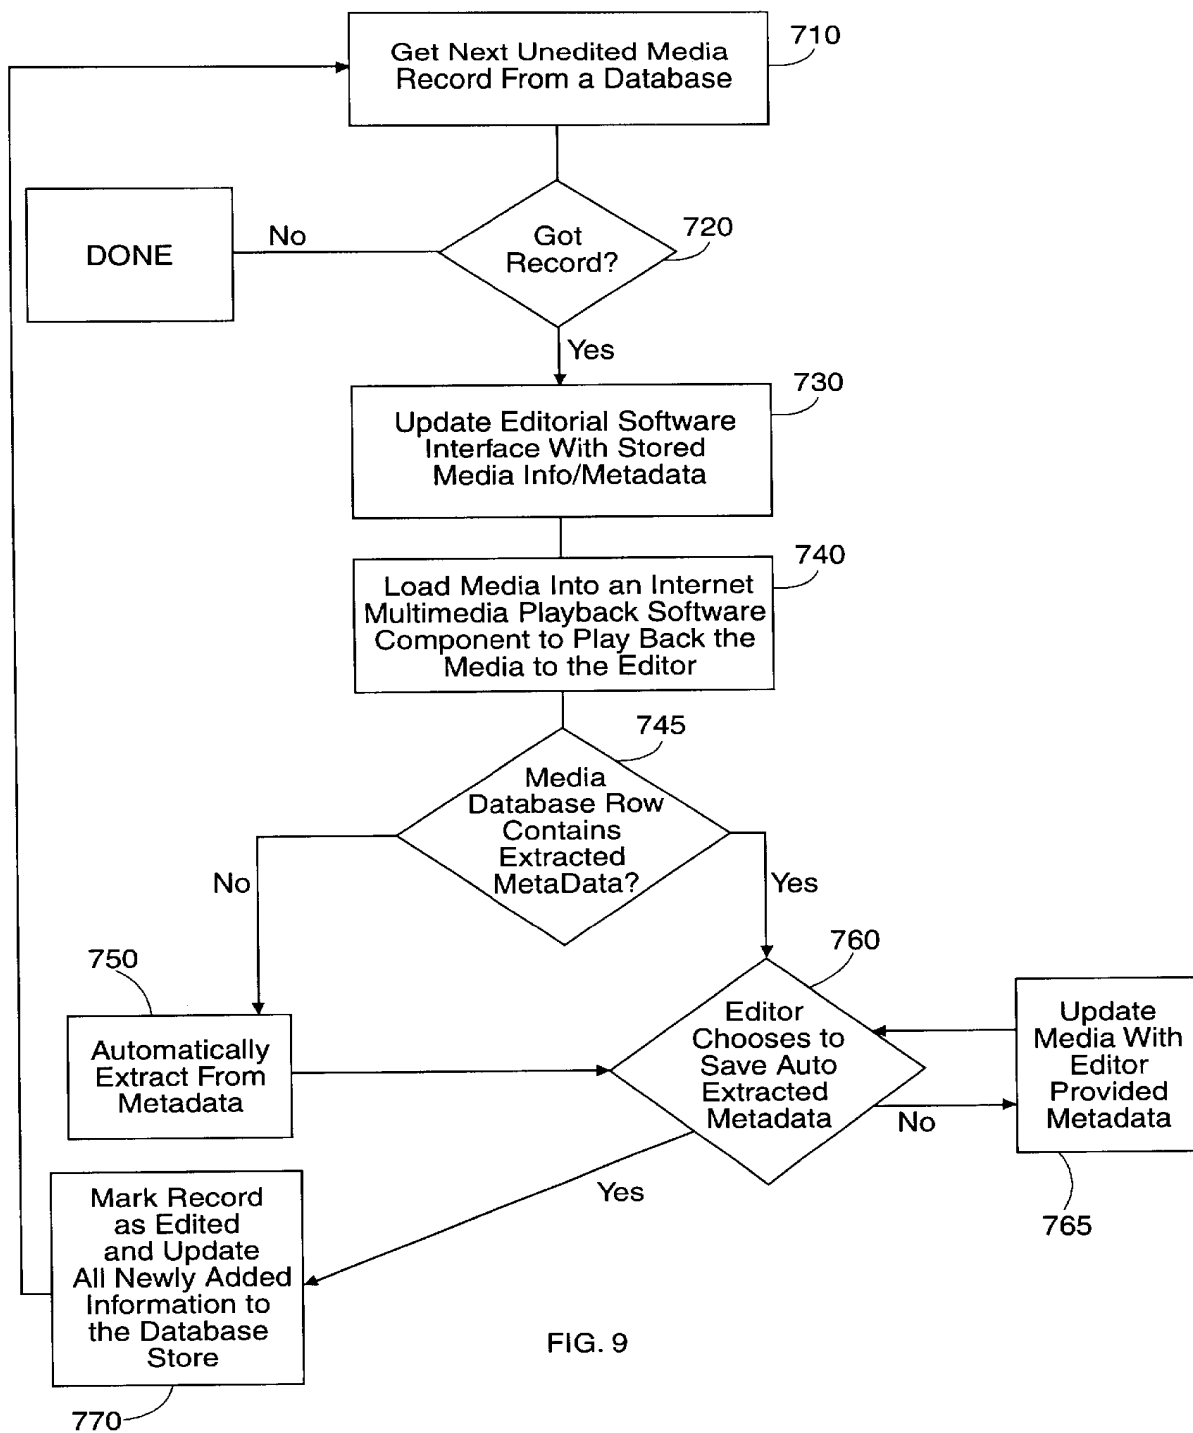 Get Next Unedited Media
Record From a Database
710
DONE
No
Got
Record?
720
Yes
730
Update Editorial Software
Interface With Stored
Media Info/Metadata
740
Load Media Into an Internet
Multimedia Playback Software
Component to Play Back the
Media to the Editor
745
Media
Database Row
Contains
Extracted
MetaData?
No
Yes
750
Automatically
Extract From
Metadata
760
Editor
Chooses to
Save Auto
Extracted
Metadata
No
Update
Media With
Editor
Provided
Metadata
765
Yes
Mark Record
as Edited
and Update
All Newly Added
Information to
the Database
Store
770
FIG. 9